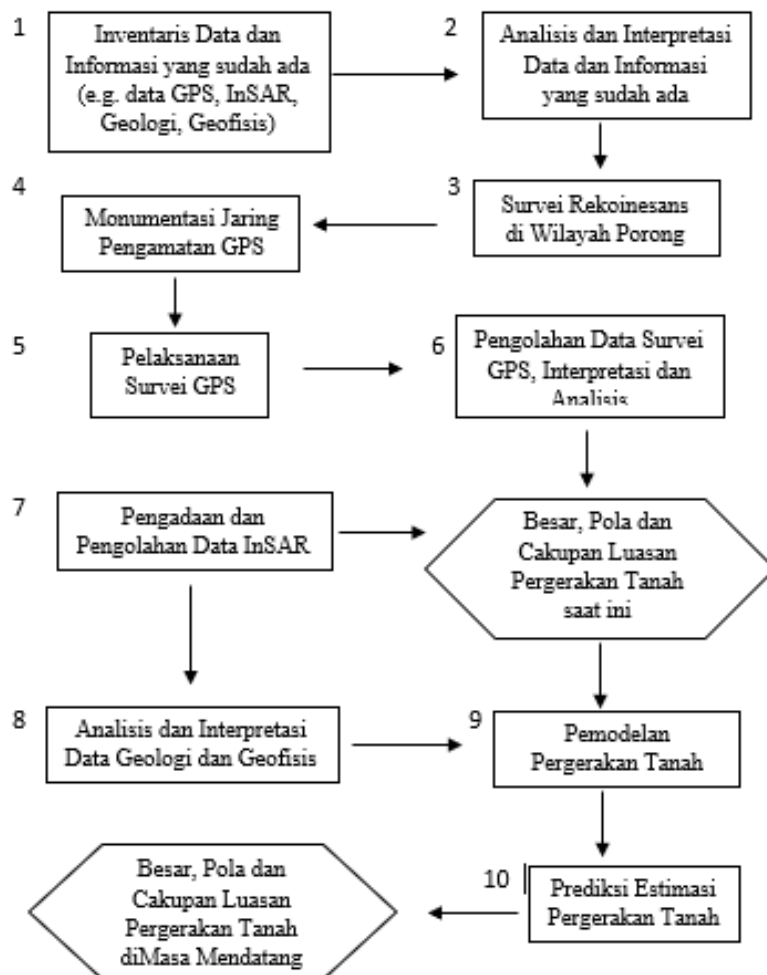 1
Inventaris Data dan
Informasi yang sudah ada
(e.g. data GPS, InSAR,
Geologi, Geofisis)
2
Analisis dan Interpretasi
Data dan Informasi
yang sudah ada
3
Survei Rekoinesans
di Wilayah Porong
4
Monumentasi Jaring
Pengamatan GPS
5
Pelaksanaan
Survei GPS
6
Pengolahan Data Survei
GPS, Interpretasi dan
Analisis
7
Pengadaan dan
Pengolahan Data InSAR
Besar, Pola dan
Cakupan Luasan
Pergerakan Tanah
saat ini
8
Analisis dan Interpretasi
Data Geologi dan Geofisis
9
Pemodelan
Pergerakan Tanah
10
Prediksi Estimasi
Pergerakan Tanah
Besar, Pola dan
Cakupan Luasan
Pergerakan Tanah
diMasa Mendatang